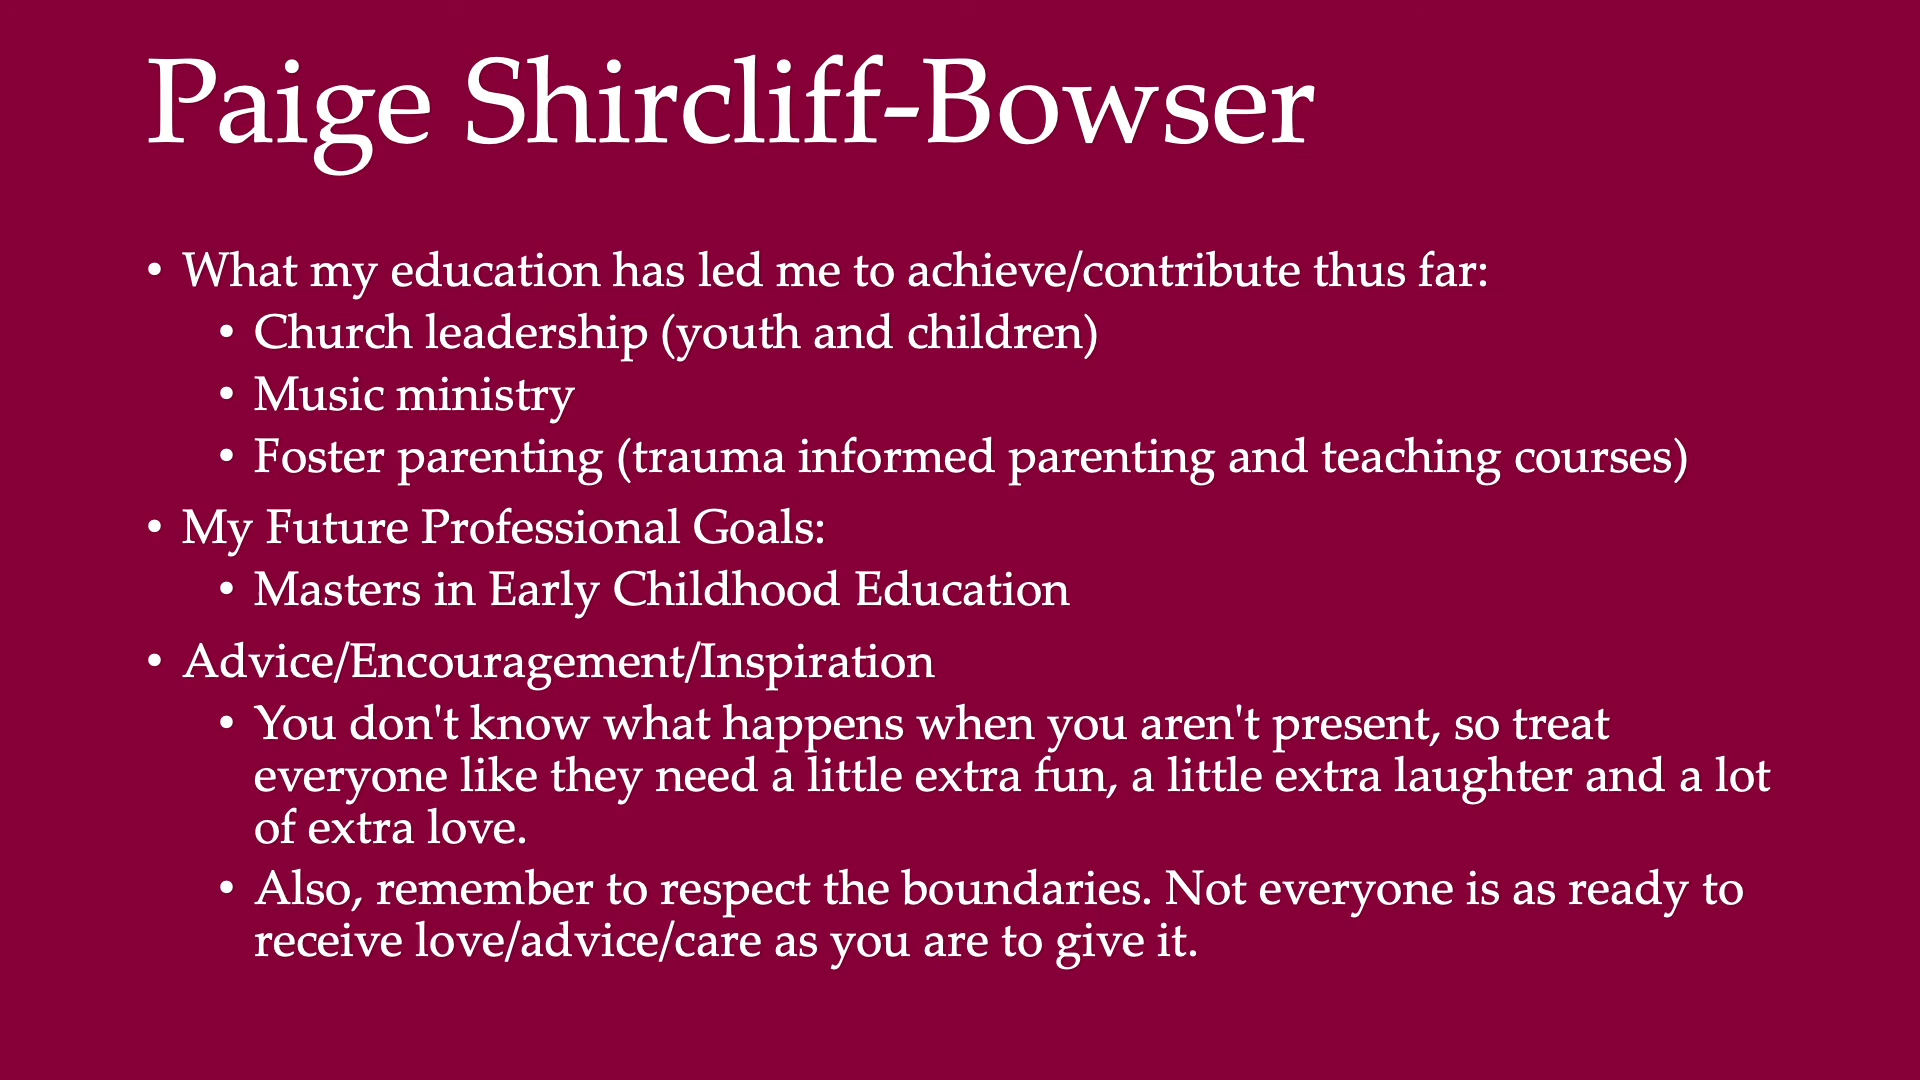 Paige Shircliff-Bowser
• What my education has led me to achieve/contribute thus far:
• Church leadership (youth and children)
• Music ministry
• Foster parenting (trauma informed parenting and teaching courses)
• My Future Professional Goals:
• Masters in Early Childhood Education
• Advice/Encouragement/Inspiration
• You don't know what happens when you aren't present, so treat
everyone like they need a little extra fun, a little extra laughter and a lot
of extra love.
• Also, remember to respect the boundaries. Not everyone is as ready to
receive love/advice/care as you are to give it.